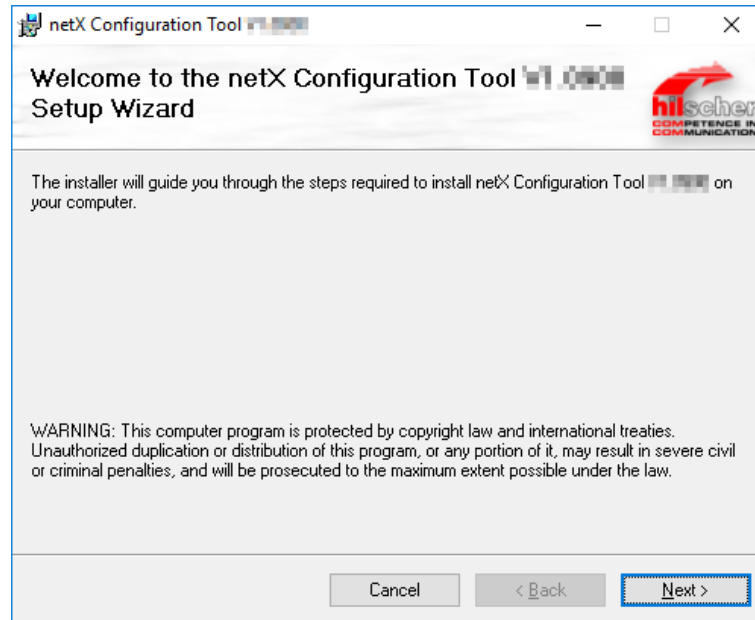 netX Configuration Tool
Welcome to the netX Configuration Tool
Setup Wizard
hilscher
COMPETENCE IN
COMMUNICATION
The installer will guide you through the steps required to install netX Configuration Tool on
your computer.
WARNING: This computer program is protected by copyright law and international treaties.
Unauthorized duplication or distribution of this program, or any portion of it, may result in severe civil
or criminal penalties, and will be prosecuted to the maximum extent possible under the law.
Cancel < Back Next >